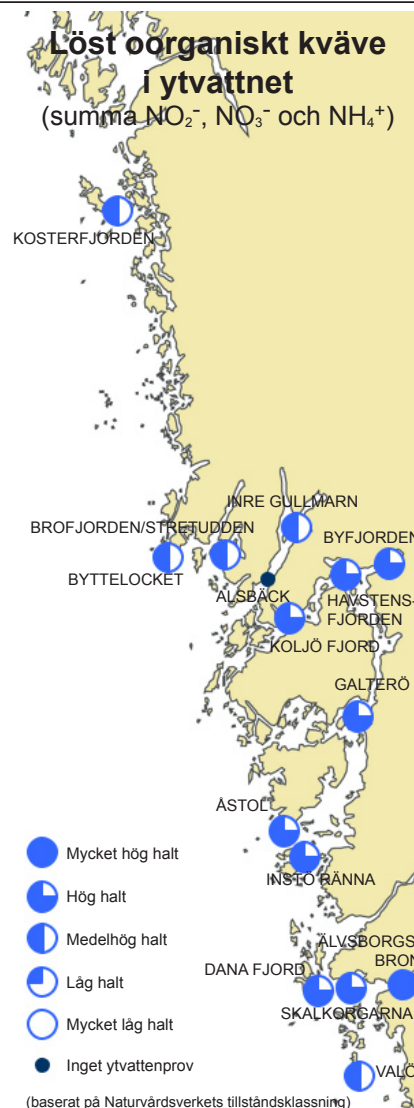 Löst oorganiskt kväve
i ytvattnet
(summa NO₂⁻, NO₃⁻ och NH₄⁺)
KOSTERFJORDEN
INRE GULLMARN
BROFJORDEN/STRETUDDEN
BYFJORDEN
BYTTELOCKET
ALSBÄCK
HAVSTENS-
FJORDEN
KOLJÖ FJORD
GALTERÖ
ÅSTOL
Mycket hög halt
INSTÖ RÄNNA
Hög halt
Medelhög halt
ÄLVSBORGS
BRON
DANA FJORD
Låg halt
SKALKORGARNA
Mycket låg halt
Inget ytvattenprov
VALÖ
(baserat på Naturvårdsverkets tillståndsklassning)